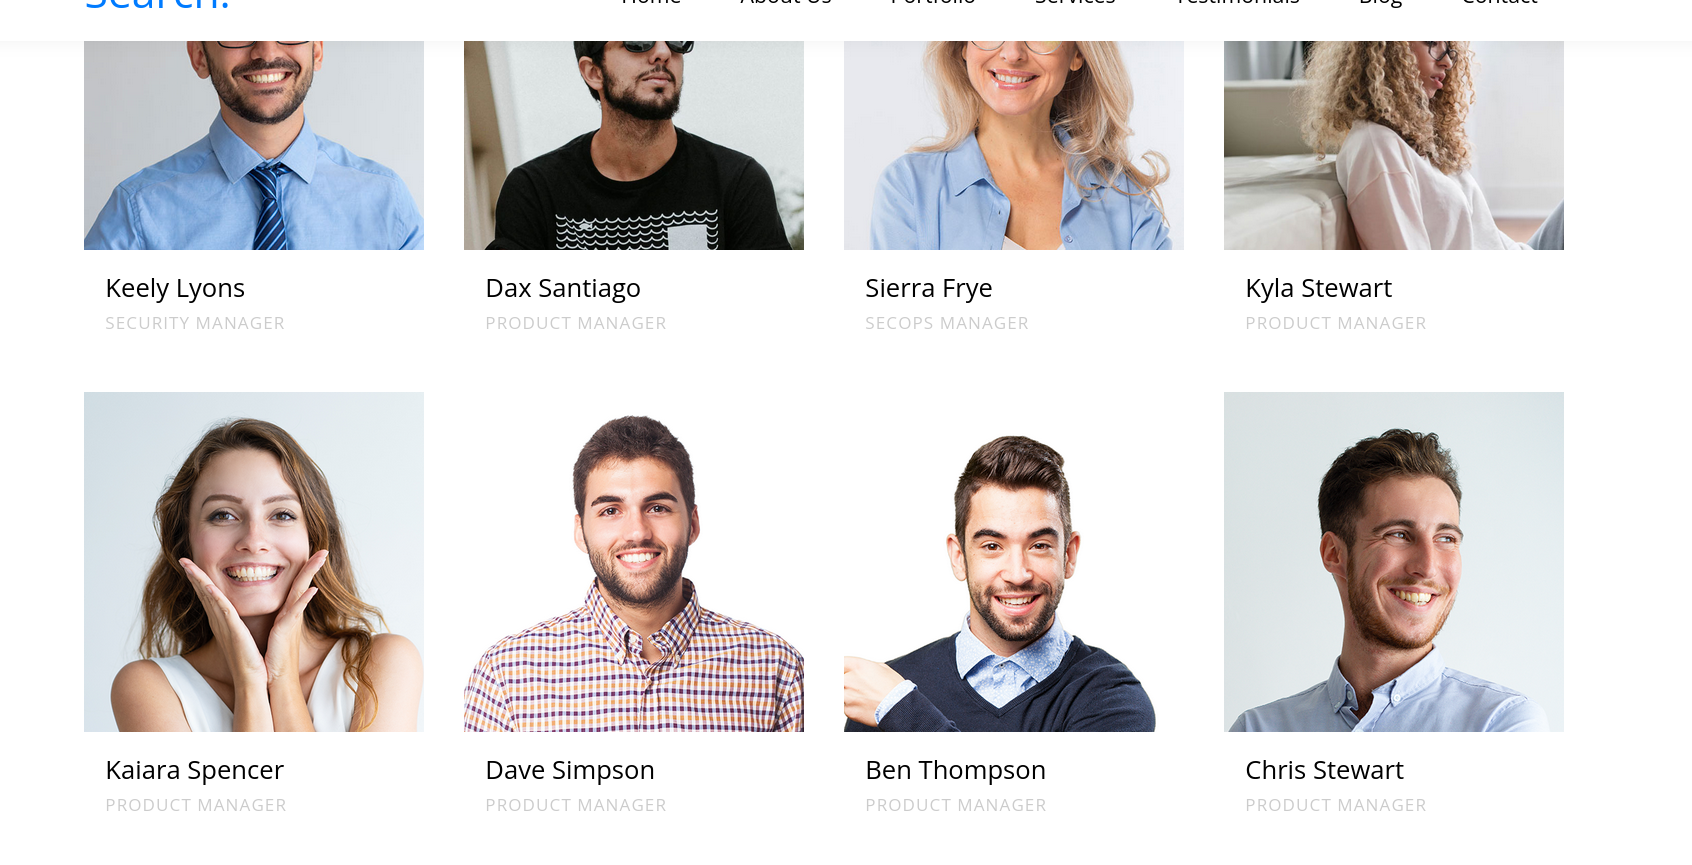 Search.
Home About Us Portfolio Services Testimonials Blog Contact
Keely Lyons Dax Santiago Sierra Frye Kyla Stewart
SECURITY MANAGER PRODUCT MANAGER SECOPS MANAGER PRODUCT MANAGER
Kaiara Spencer Dave Simpson Ben Thompson Chris Stewart
PRODUCT MANAGER PRODUCT MANAGER PRODUCT MANAGER PRODUCT MANAGER